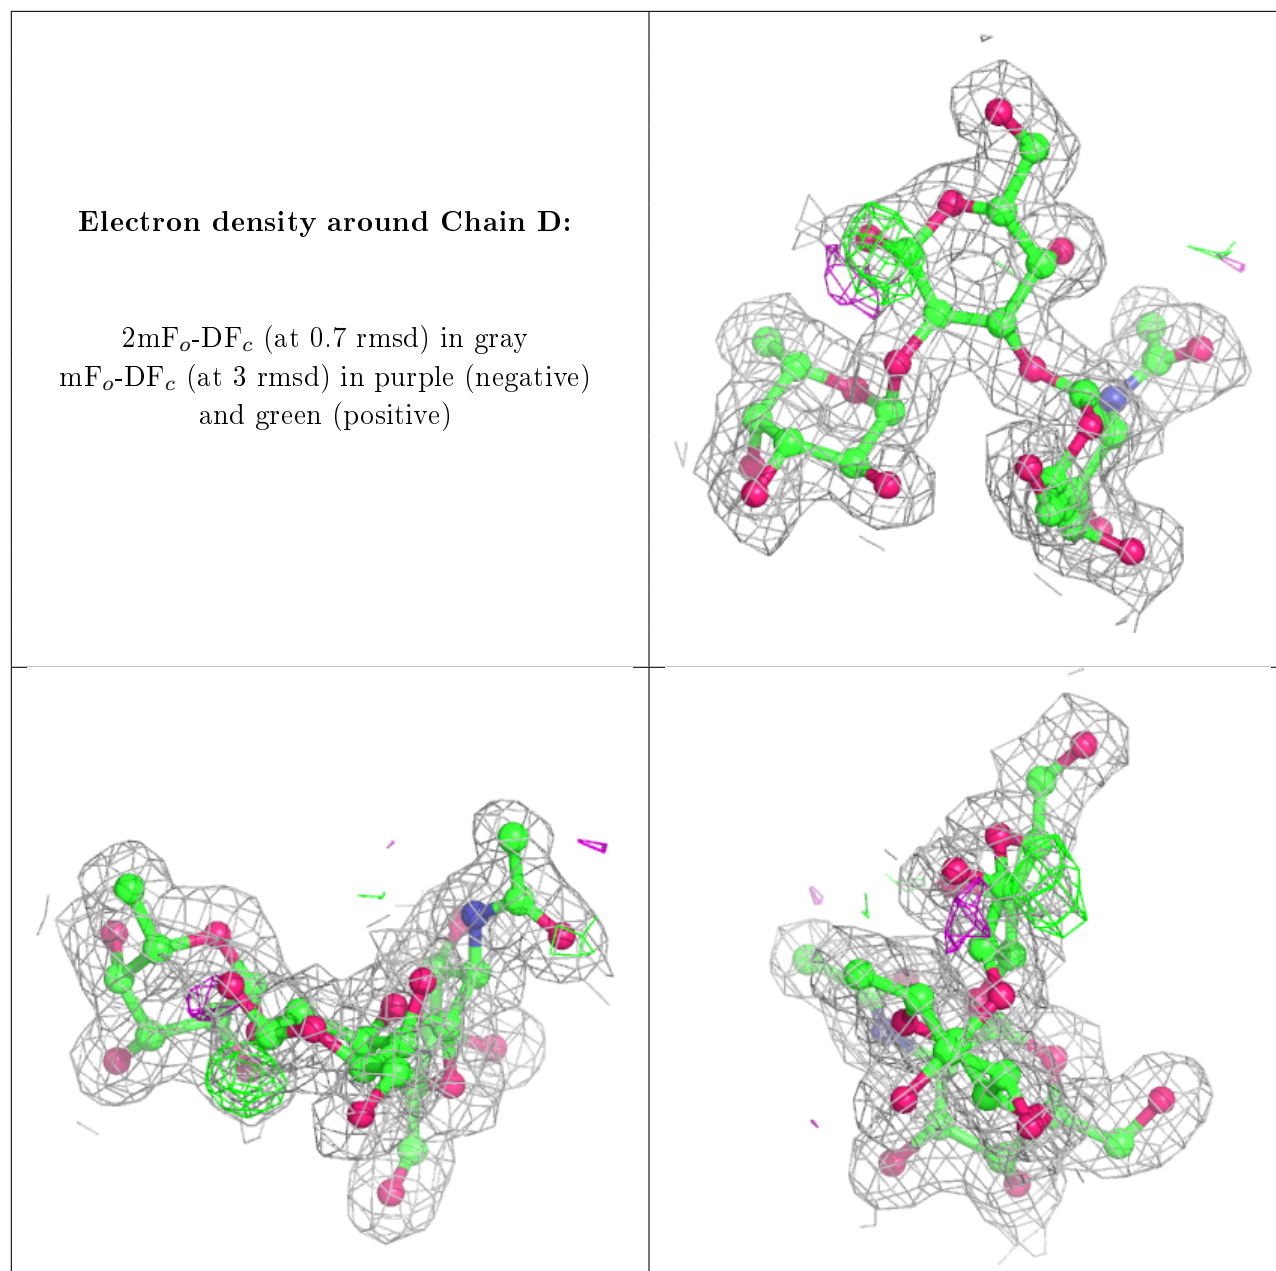 Electron density around Chain D:
2mFₒ-DF𝒸 (at 0.7 rmsd) in gray
mFₒ-DF𝒸 (at 3 rmsd) in purple (negative)
and green (positive)